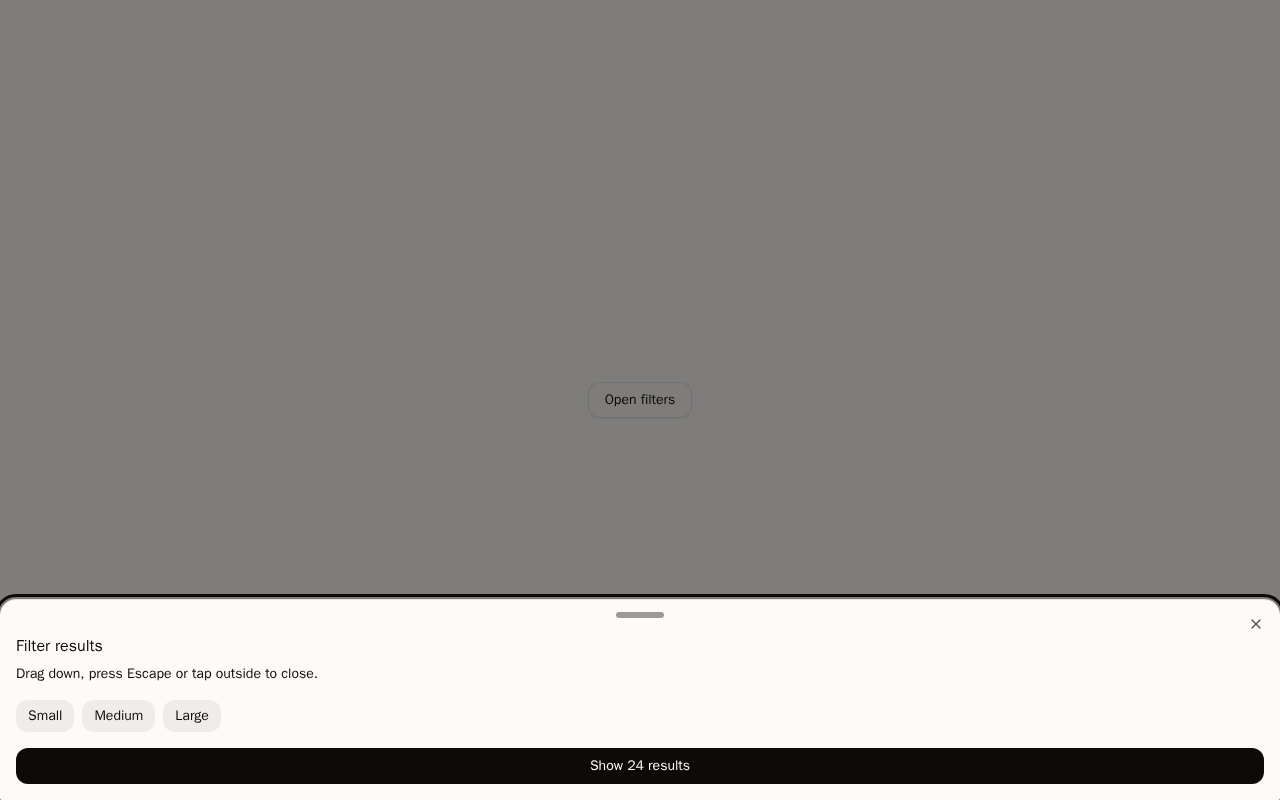 Open filters
Filter results
Drag down, press Escape or tap outside to close.
Small Medium Large
Show 24 results